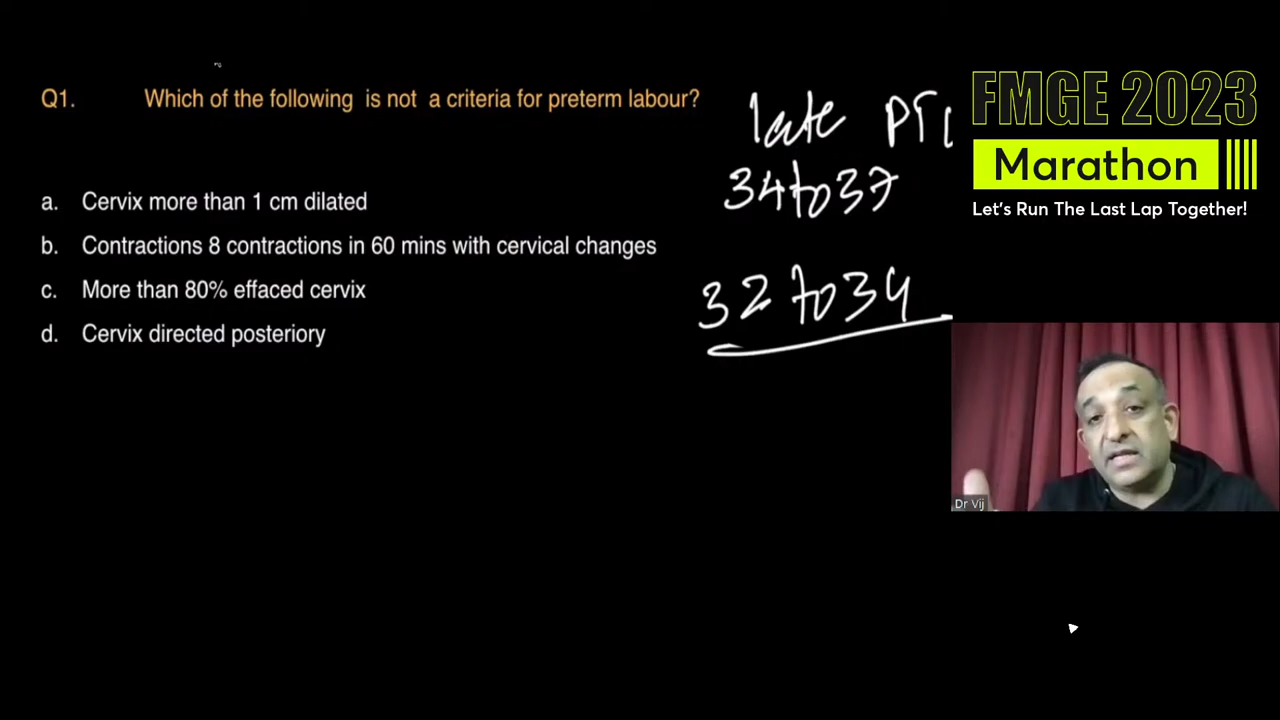 Q1. Which of the following is not a criteria for preterm labour?
a. Cervix more than 1 cm dilated
b. Contractions 8 contractions in 60 mins with cervical changes
c. More than 80% effaced cervix
d. Cervix directed posteriory
late
34 to 37
32 to 34
FMGE 2023
Marathon
Let's Run The Last Lap Together!
Dr Vij